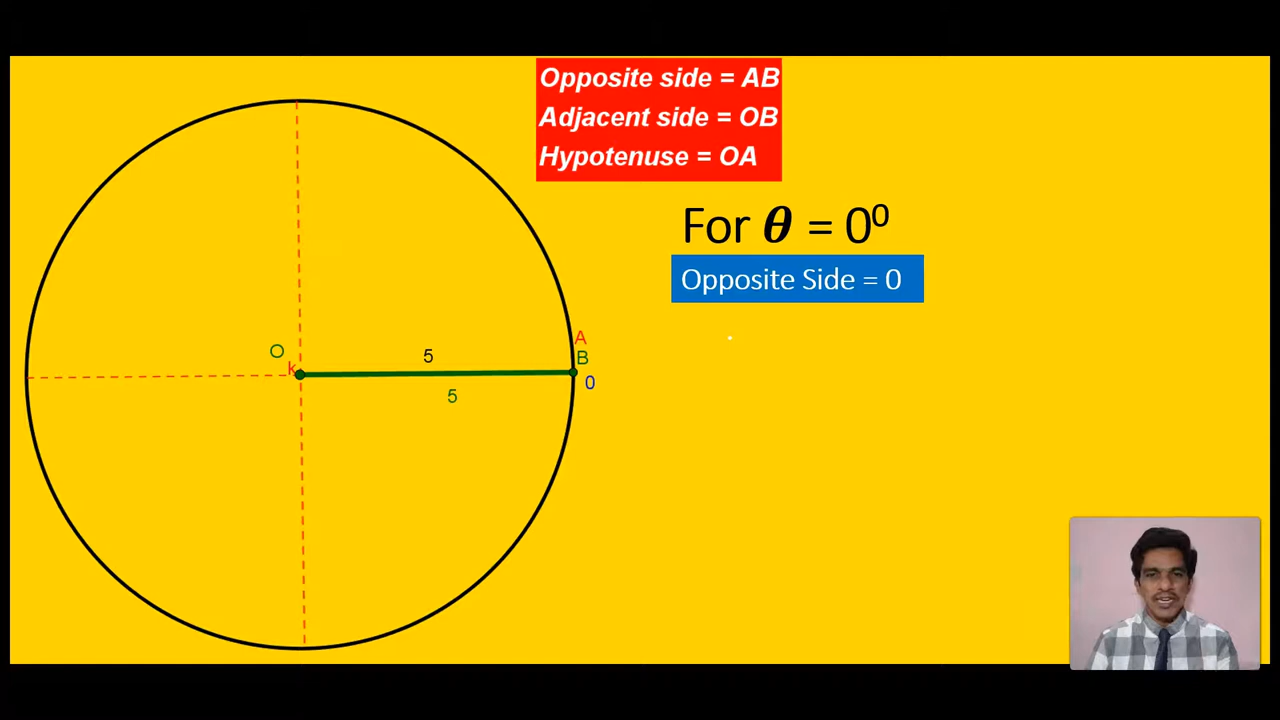 Opposite side = AB
Adjacent side = OB
Hypotenuse = OA
For θ = 0⁰
Opposite Side = 0
A
O
5
B
k
0
5